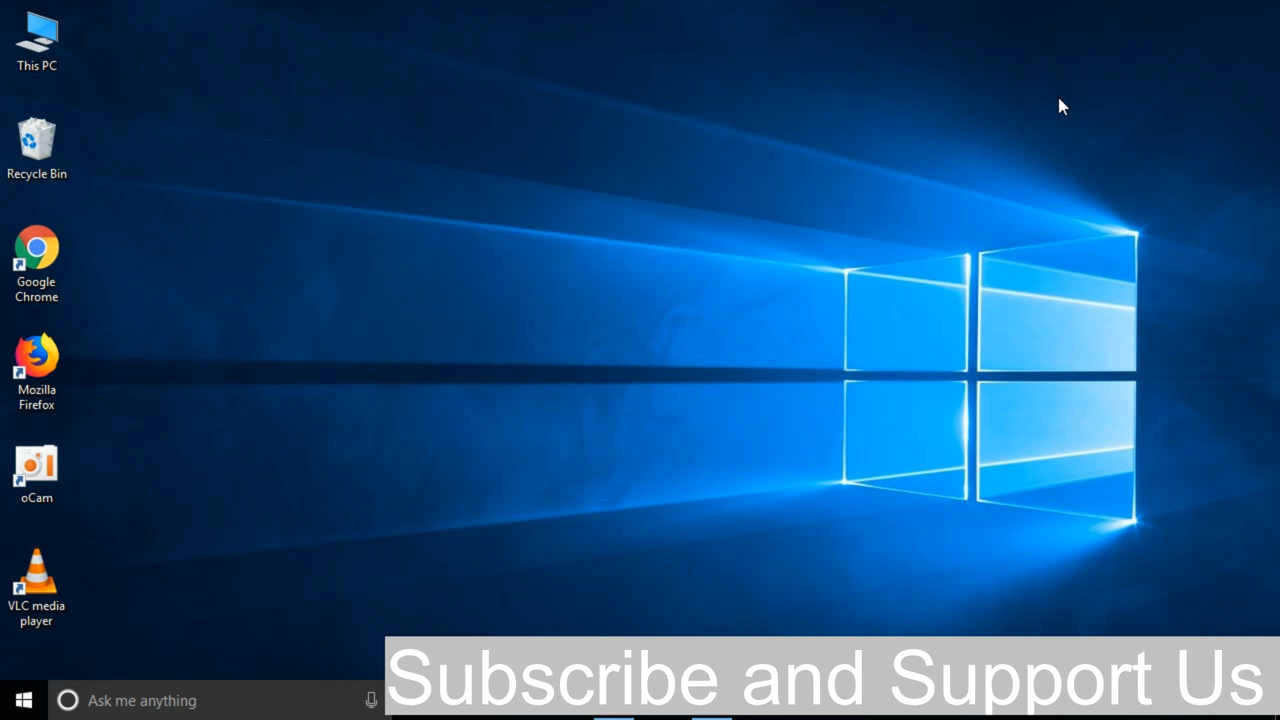 This PC
Recycle Bin
Google
Chrome
Mozilla
Firefox
oCam
VLC media
player
Ask me anything
Subscribe and Support Us